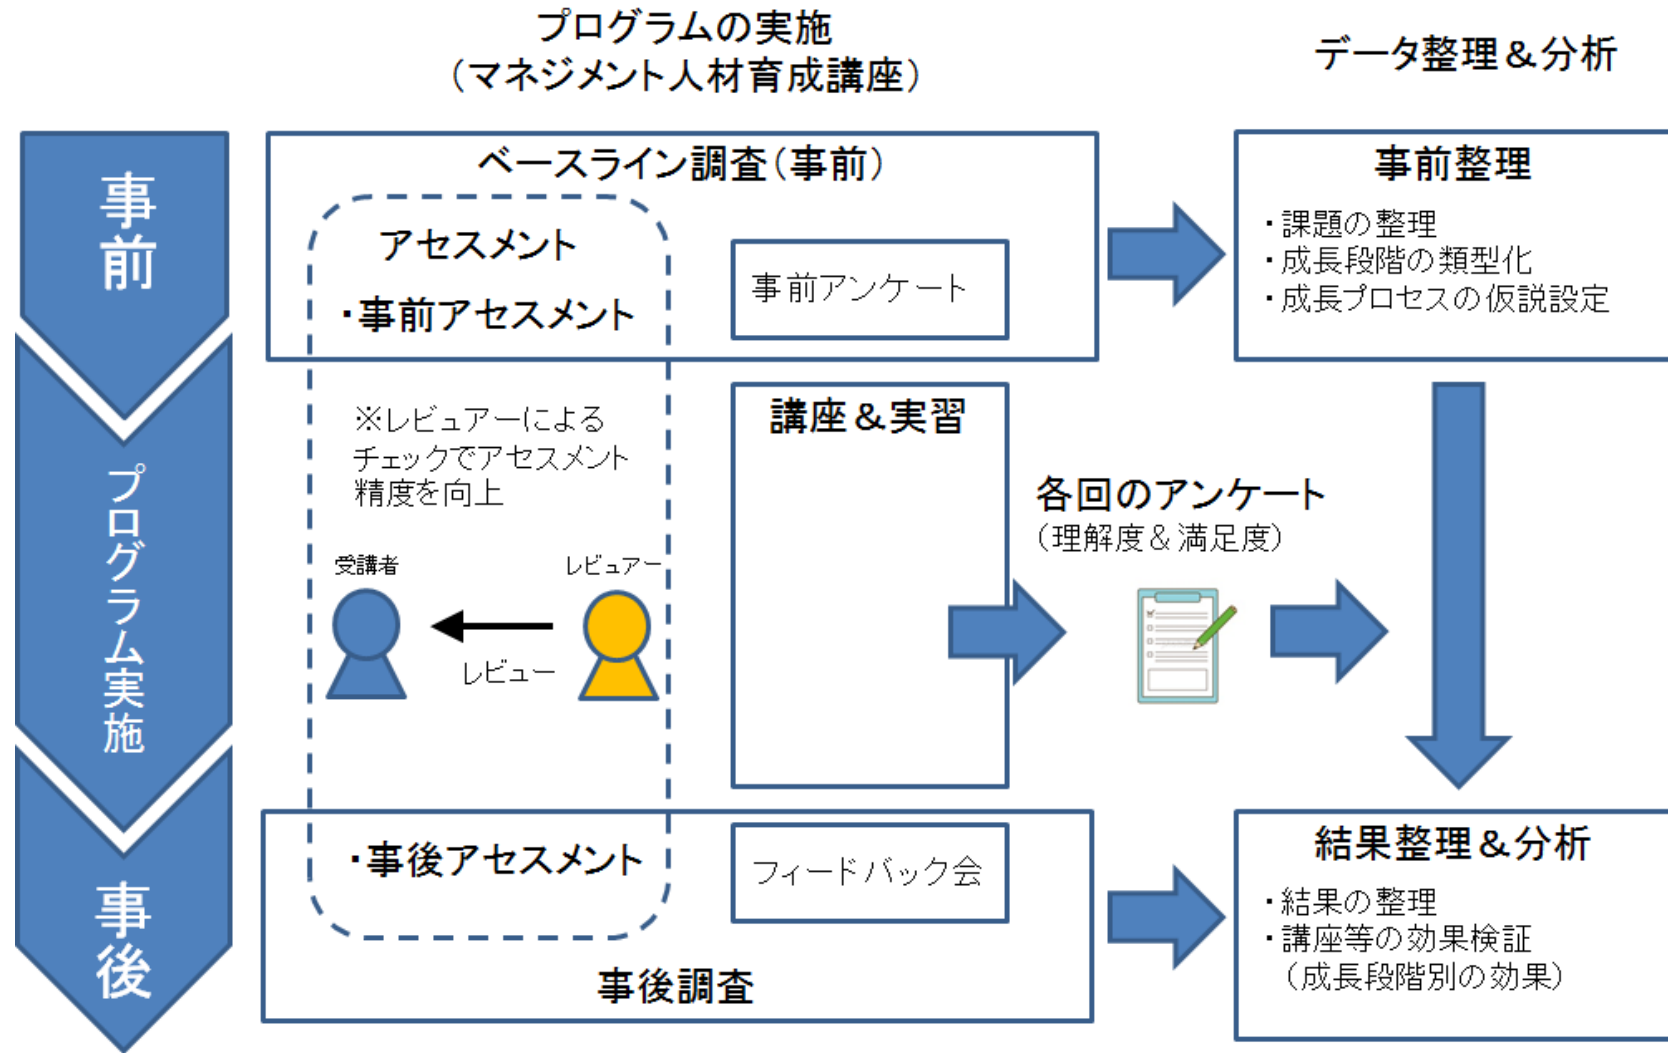 プログラムの実施
（マネジメント人材育成講座）
データ整理＆分析
事前
ベースライン調査（事前）
アセスメント
・事前アセスメント
事前アンケート
事前整理
・課題の整理
・成長段階の類型化
・成長プロセスの仮説設定
プログラム実施
※レビュアーによる
チェックでアセスメント
精度を向上
受講者
レビュアー
レビュー
講座＆実習
各回のアンケート
（理解度＆満足度）
事後
・事後アセスメント
フィードバック会
事後調査
結果整理＆分析
・結果の整理
・講座等の効果検証
（成長段階別の効果）